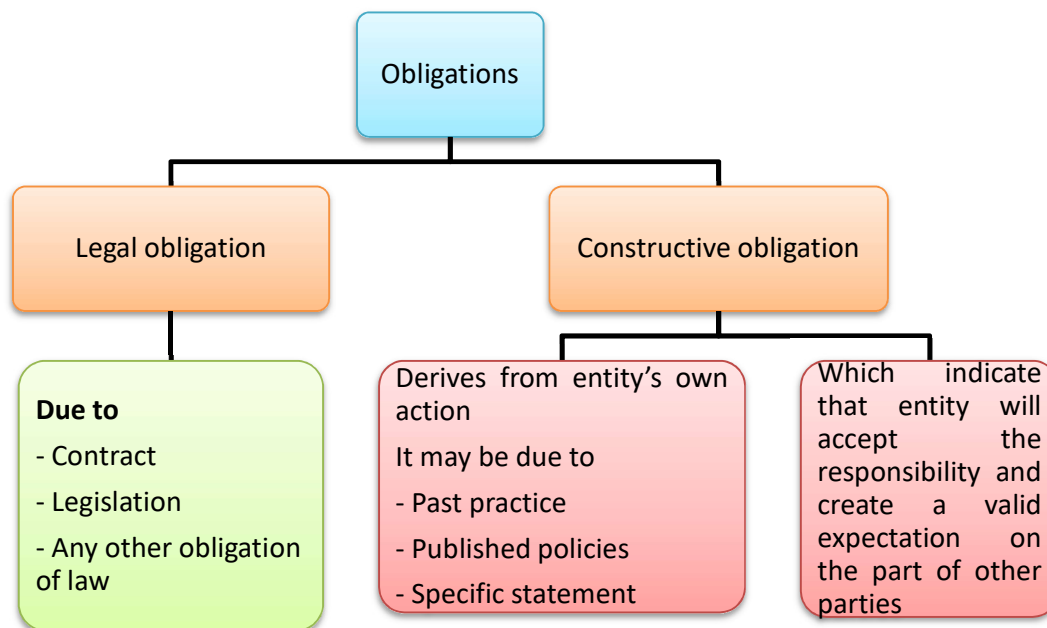 Obligations
Legal obligation
Constructive obligation
Due to
- Contract
- Legislation
- Any other obligation
of law
Derives from entity’s own
action
It may be due to
- Past practice
- Published policies
- Specific statement
Which indicate
that entity will
accept the
responsibility and
create a valid
expectation on
the part of other
parties